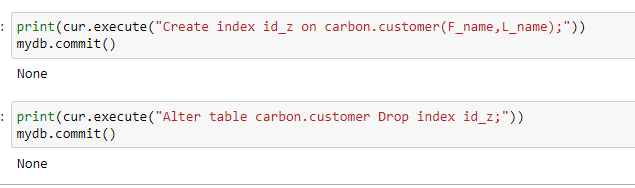 : print(cur.execute("Create index id_z on carbon.customer(F_name,L_name);"))
mydb.commit()
None
: print(cur.execute("Alter table carbon.customer Drop index id_z;"))
mydb.commit()
None